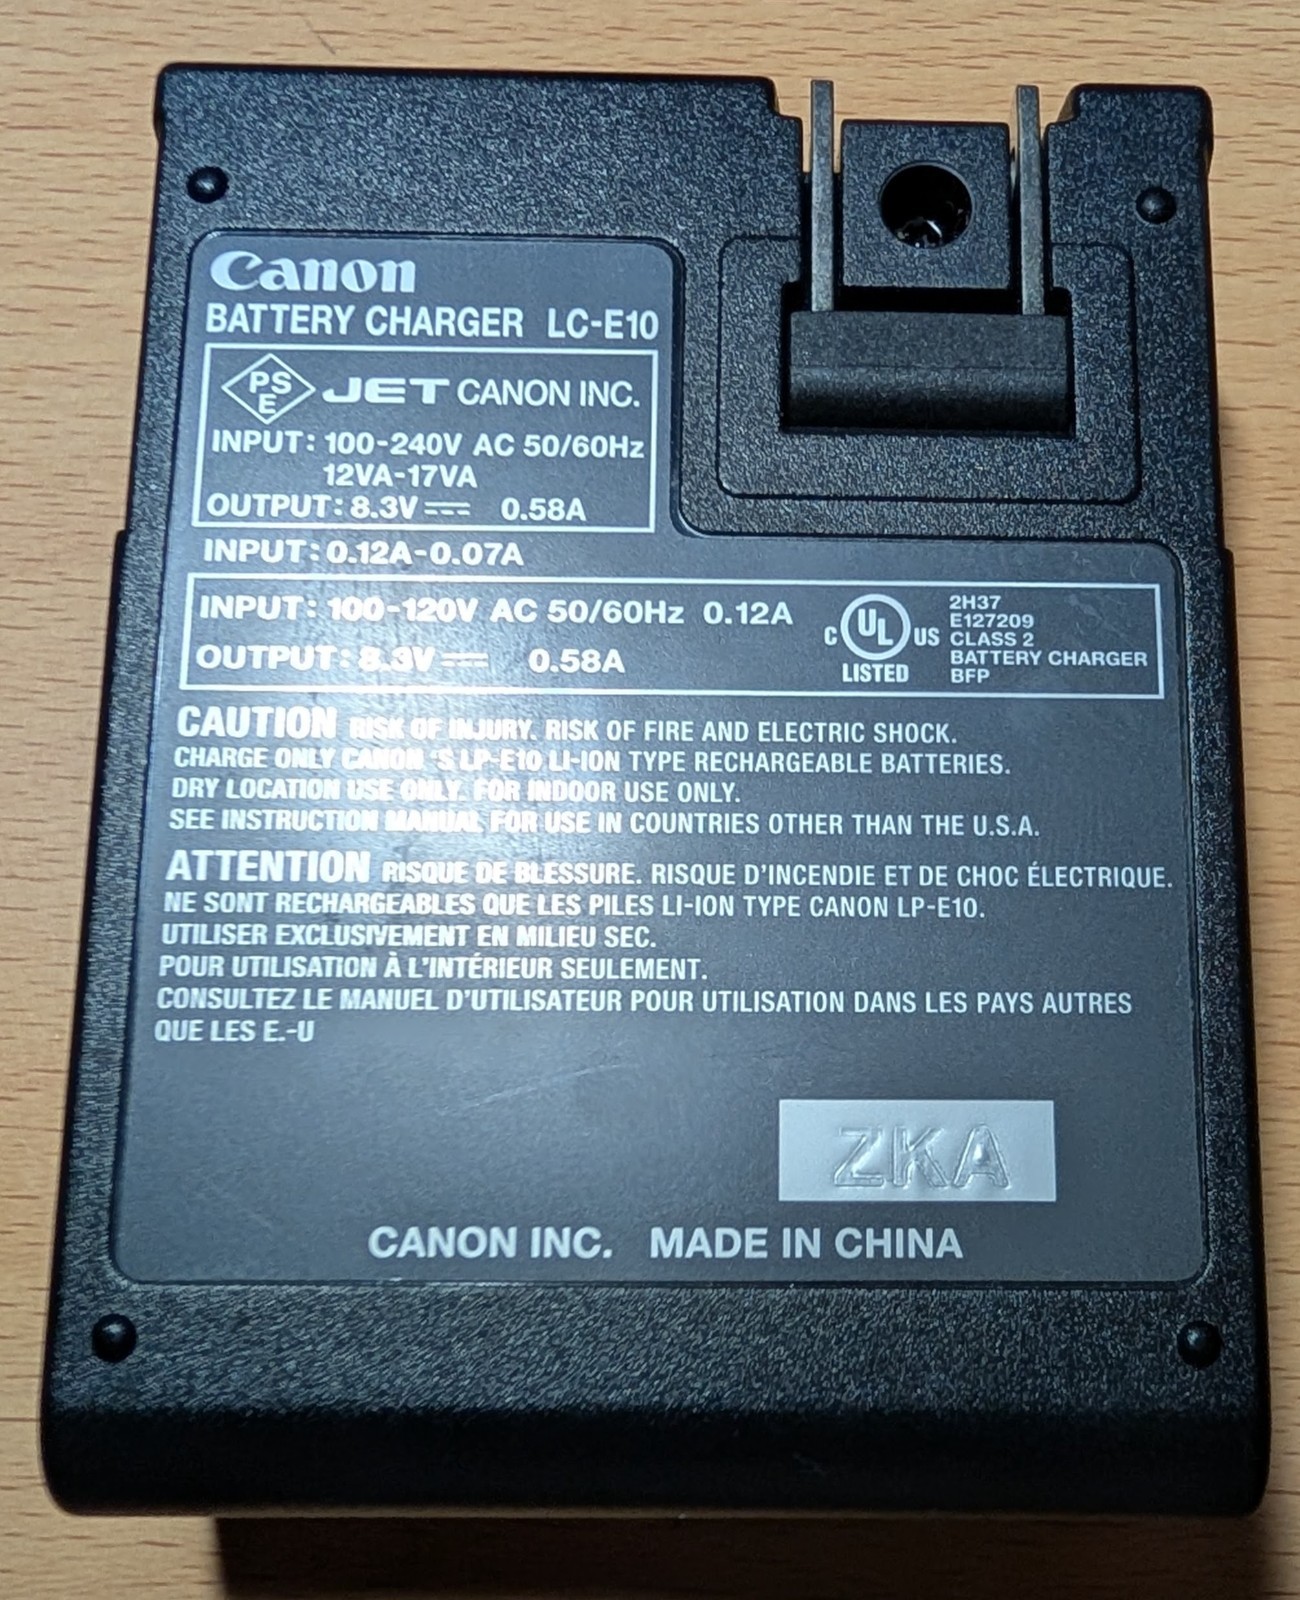 Canon
BATTERY CHARGER LC-E10
PSE JET CANON INC.
INPUT: 100-240V AC 50/60Hz
12VA-17VA
OUTPUT: 8.3V⎓ 0.58A
INPUT: 0.12A-0.07A
INPUT: 100-120V AC 50/60Hz 0.12A
OUTPUT: 8.3V⎓ 0.58A
C UL US
LISTED
2H37
E127209
CLASS 2
BATTERY CHARGER
BFP
CAUTION RISK OF INJURY. RISK OF FIRE AND ELECTRIC SHOCK.
CHARGE ONLY CANON 'S LP-E10 LI-ION TYPE RECHARGEABLE BATTERIES.
DRY LOCATION USE ONLY. FOR INDOOR USE ONLY.
SEE INSTRUCTION MANUAL FOR USE IN COUNTRIES OTHER THAN THE U.S.A.
ATTENTION RISQUE DE BLESSURE. RISQUE D'INCENDIE ET DE CHOC ÉLECTRIQUE.
NE SONT RECHARGEABLES QUE LES PILES LI-ION TYPE CANON LP-E10.
UTILISER EXCLUSIVEMENT EN MILIEU SEC.
POUR UTILISATION À L'INTÉRIEUR SEULEMENT.
CONSULTEZ LE MANUEL D'UTILISATEUR POUR UTILISATION DANS LES PAYS AUTRES
QUE LES E.-U
ZKA
CANON INC. MADE IN CHINA